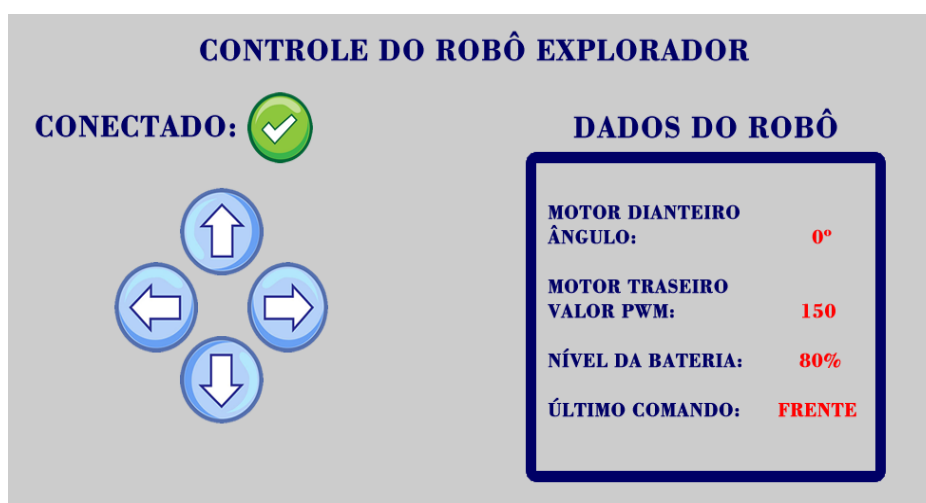 CONTROLE DO ROBÔ EXPLORADOR
CONECTADO:
DADOS DO ROBÔ
MOTOR DIANTEIRO
ÂNGULO: 0º
MOTOR TRASEIRO
VALOR PWM: 150
NÍVEL DA BATERIA: 80%
ÚLTIMO COMANDO: FRENTE